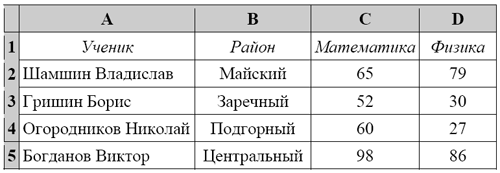 A B C D
1 Ученик Район Математика Физика
2 Шамшин Владислав Майский 65 79
3 Гришин Борис Заречный 52 30
4 Огородников Николай Подгорный 60 27
5 Богданов Виктор Центральный 98 86